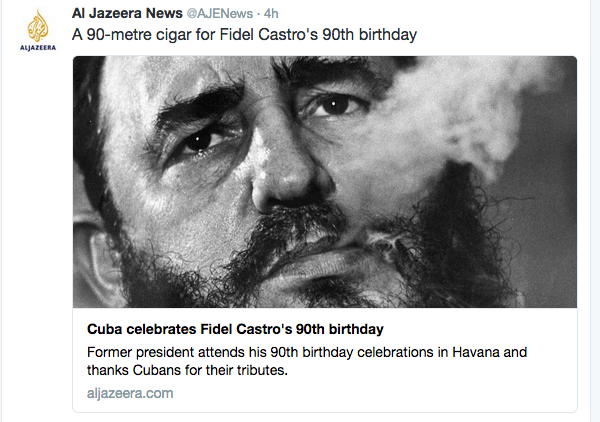 Al Jazeera News @AJENews · 4h
A 90-metre cigar for Fidel Castro's 90th birthday
ALJAZEERA
Cuba celebrates Fidel Castro's 90th birthday
Former president attends his 90th birthday celebrations in Havana and
thanks Cubans for their tributes.
aljazeera.com